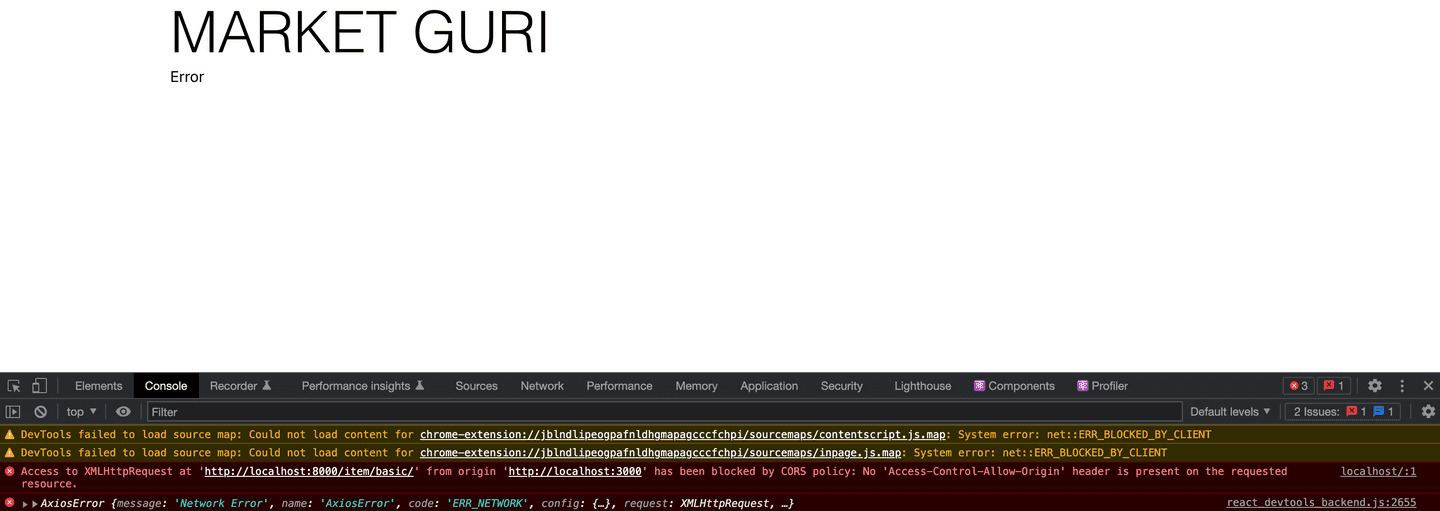 MARKET GURI
Error
Elements Console Recorder Performance insights Sources Network Performance Memory Application Security Lighthouse Components Profiler 3 1
top ▼ Filter Default levels ▼ 2 Issues: 1 1
DevTools failed to load source map: Could not load content for chrome-extension://jblndlipeogpafnldhgmapagcccfchpi/sourcemaps/contentscript.js.map: System error: net::ERR_BLOCKED_BY_CLIENT
DevTools failed to load source map: Could not load content for chrome-extension://jblndlipeogpafnldhgmapagcccfchpi/sourcemaps/inpage.js.map: System error: net::ERR_BLOCKED_BY_CLIENT
Access to XMLHttpRequest at 'http://localhost:8000/item/basic/' from origin 'http://localhost:3000' has been blocked by CORS policy: No 'Access-Control-Allow-Origin' header is present on the requested localhost/:1
resource.
▶▶AxiosError {message: 'Network Error', name: 'AxiosError', code: 'ERR_NETWORK', config: {…}, request: XMLHttpRequest, …} react_devtools_backend.js:2655